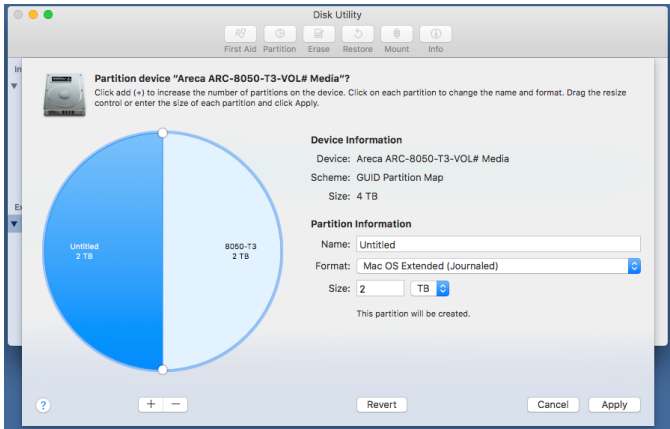 Disk Utility
First Aid Partition Erase Restore Mount Info
In
Partition device "Areca ARC-8050-T3-VOL# Media"?
Click add (+) to increase the number of partitions on the device. Click on each partition to change the name and format. Drag the resize
control or enter the size of each partition and click Apply.
Device Information
Device: Areca ARC-8050-T3-VOL# Media
Scheme: GUID Partition Map
Size: 4 TB
Ex
Partition Information
Untitled
2 TB
8050-T3
2 TB
Name: Untitled
Format: Mac OS Extended (Journaled)
Size: 2 TB
This partition will be created.
? + − Revert Cancel Apply